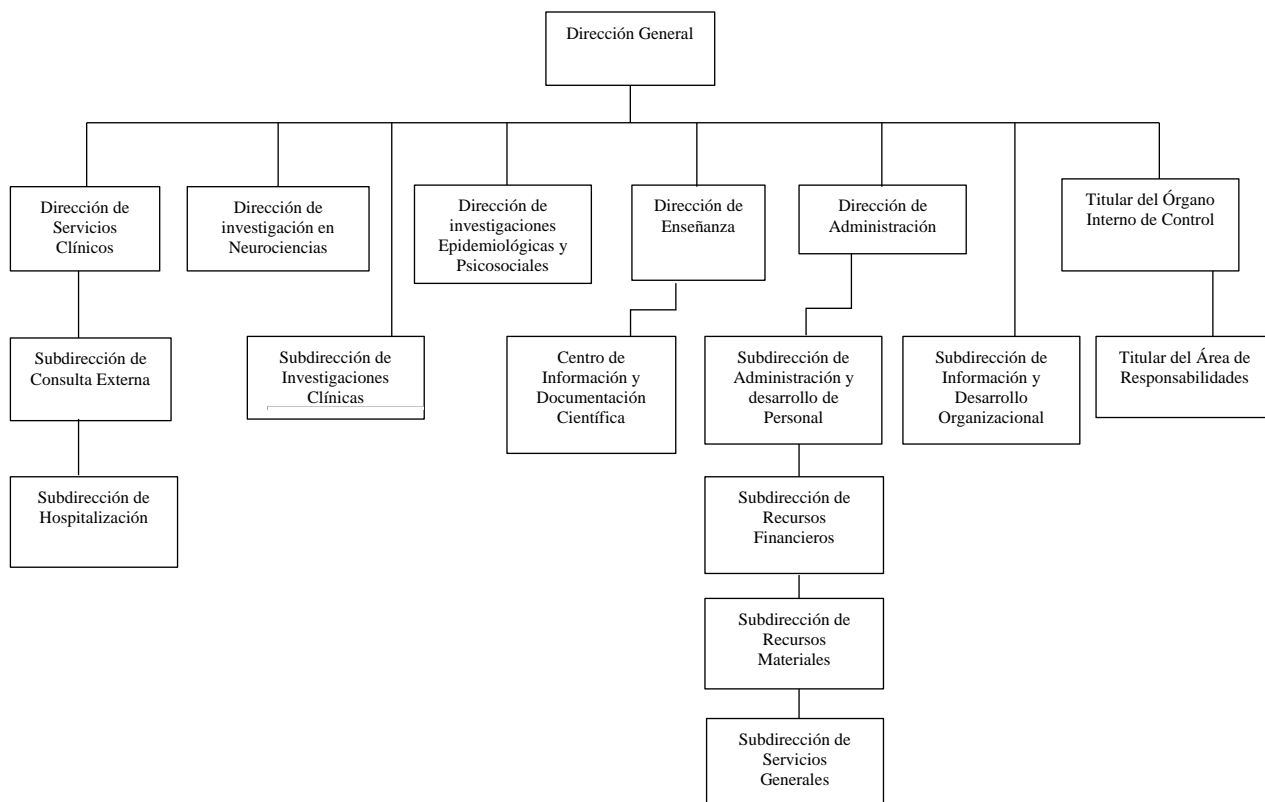 Dirección General
Dirección de
Servicios
Clínicos
Dirección de
investigación en
Neurociencias
Dirección de
investigaciones
Epidemiológicas y
Psicosociales
Dirección de
Enseñanza
Dirección de
Administración
Titular del Órgano
Interno de Control
Subdirección de
Consulta Externa
Subdirección de
Investigaciones
Clínicas
Centro de
Información y
Documentación
Científica
Subdirección de
Administración y
desarrollo de
Personal
Subdirección de
Información y
Desarrollo
Organizacional
Titular del Área de
Responsabilidades
Subdirección de
Hospitalización
Subdirección de
Recursos
Financieros
Subdirección de
Recursos
Materiales
Subdirección de
Servicios
Generales